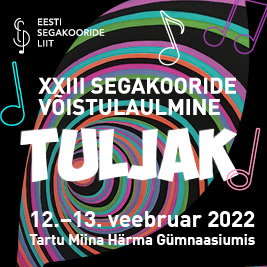 EESTI
SEGAKOORIDE
LIIT
XXIII SEGAKOORIDE
VÕISTULAULMINE
TULJAK
12.–13. veebruar 2022
Tartu Miina Härma Gümnaasiumis